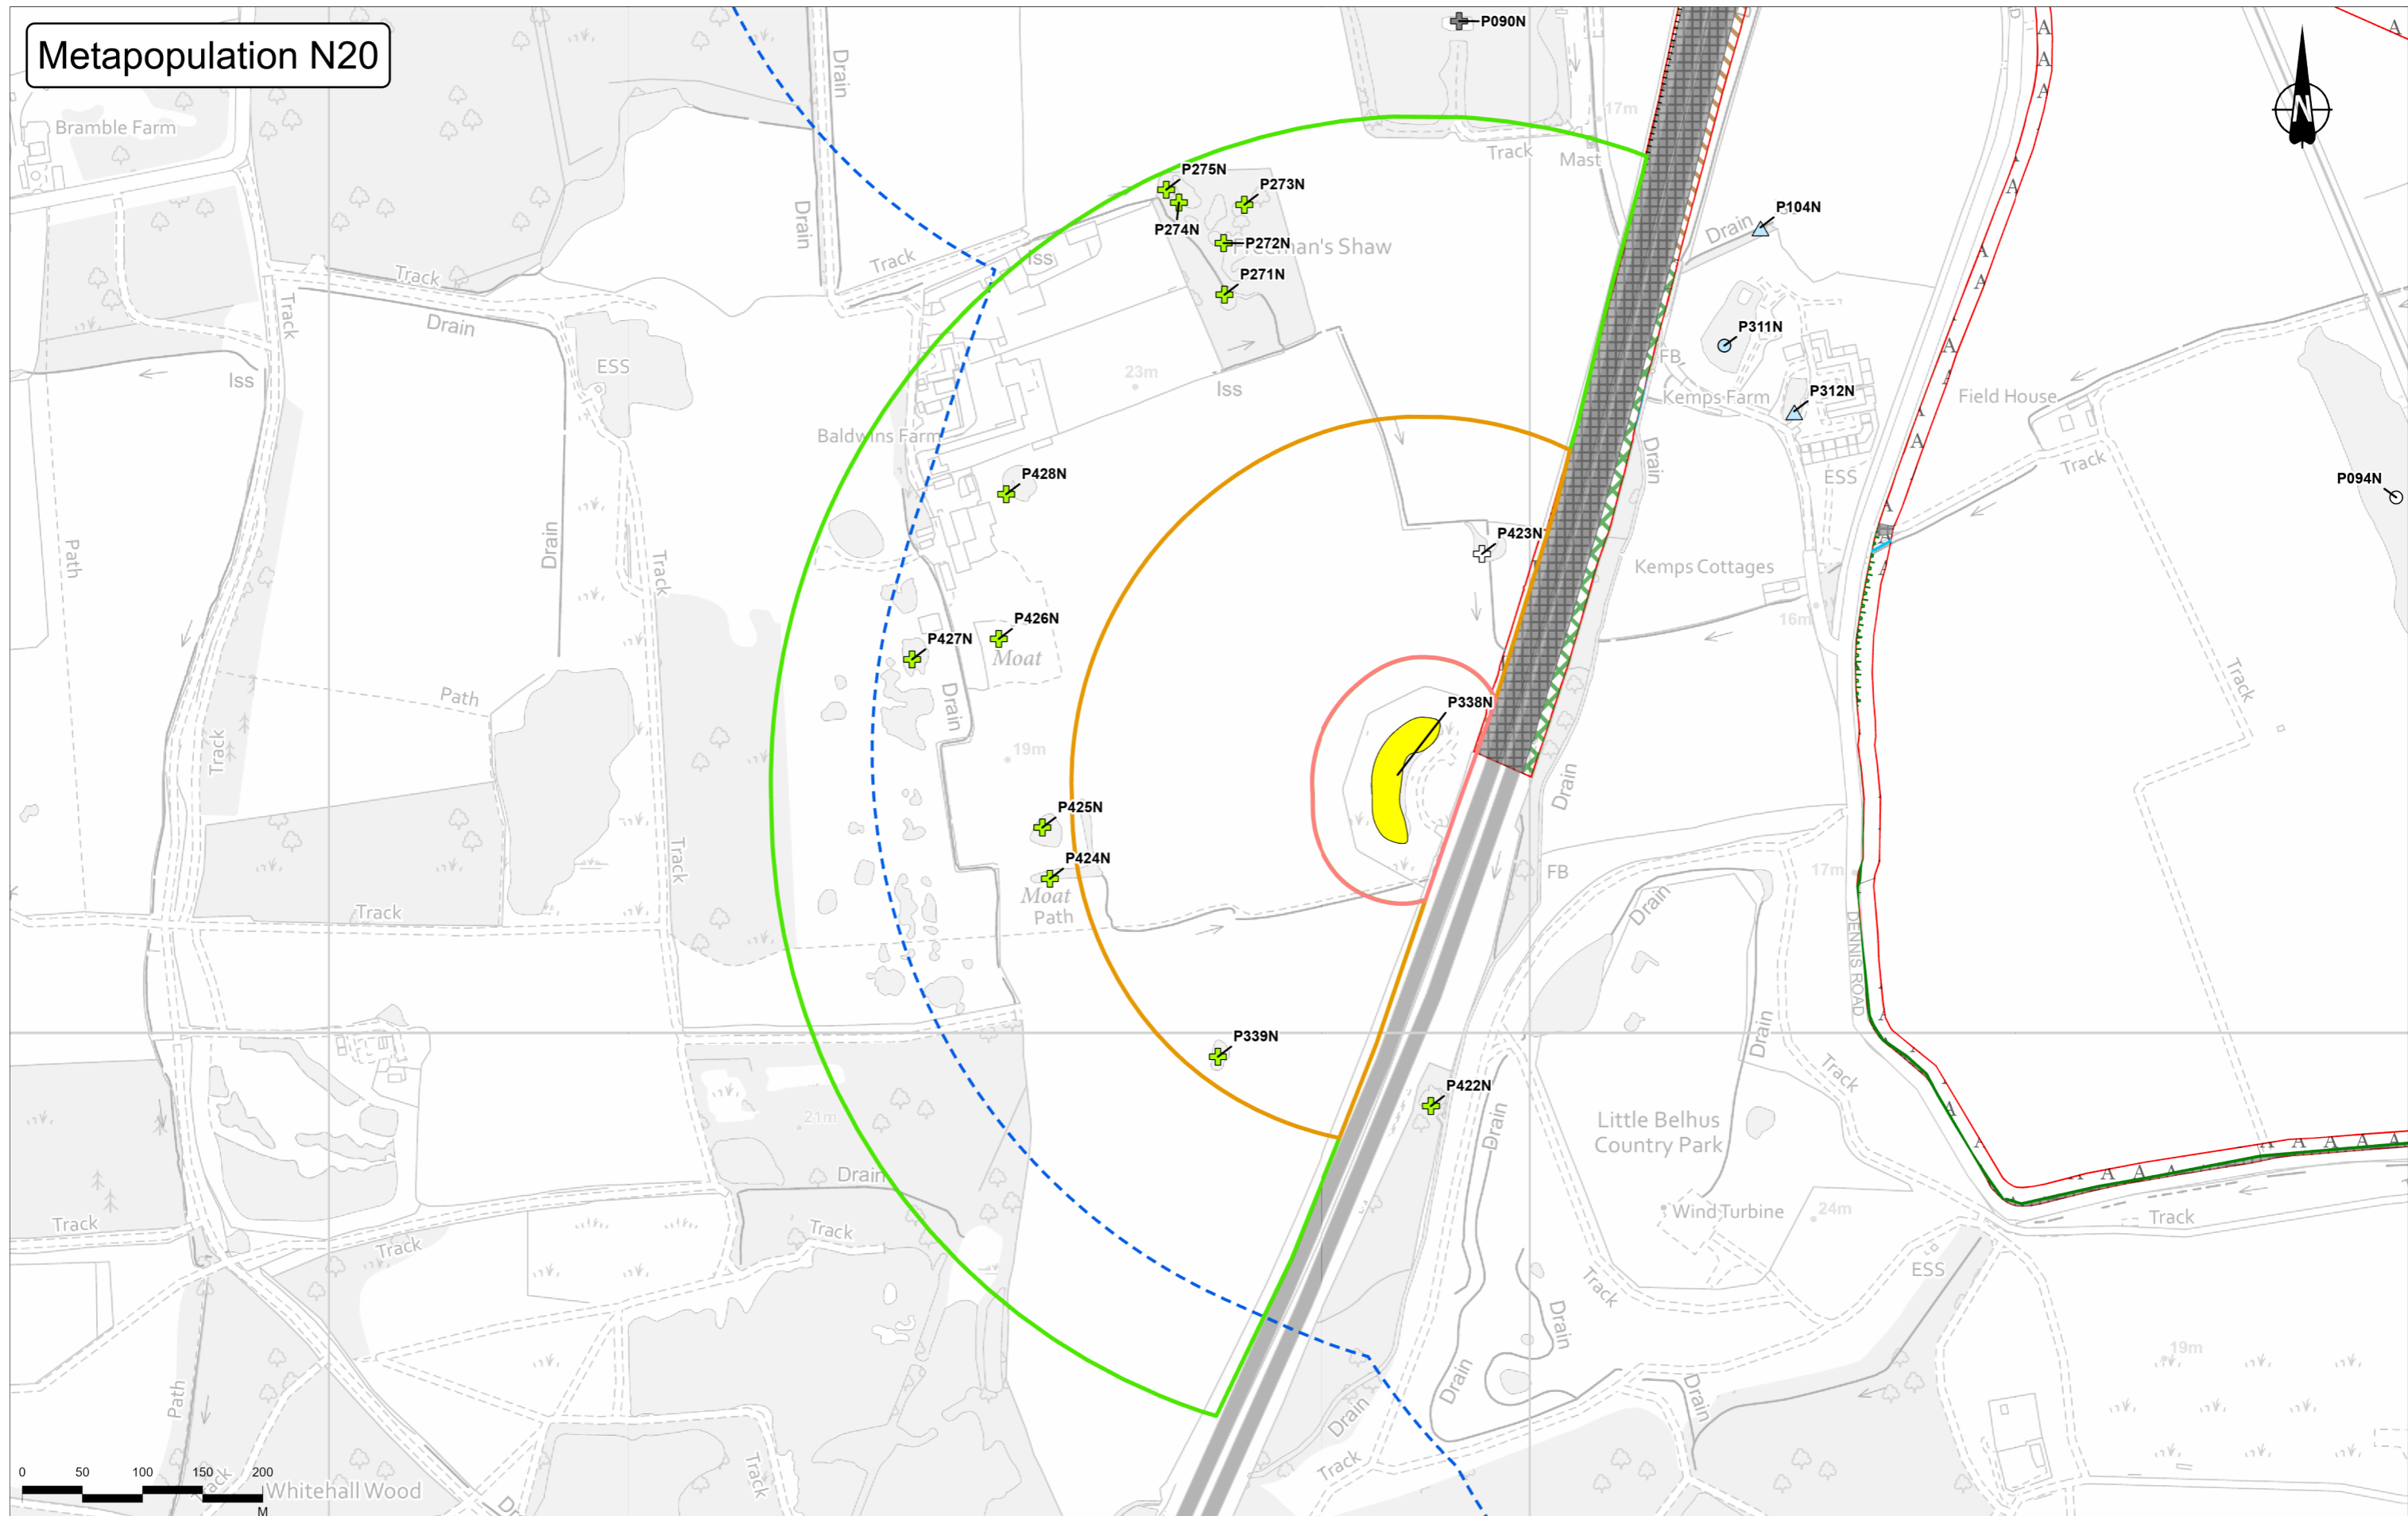 Metapopulation N20
P090N
N
Bramble Farm
Drain
17m
Track
Mast
P275N
P273N
P274N
P272N
Freeman's Shaw
P271N
Drain
P104N
Drain
Track
Iss
Track
Track
Drain
ESS
Iss
P311N
FB
Kemps Farm
P312N
23m
Iss
Field House
Baldwins Farm
Drain
Track
ESS
P428N
P094N
P423N
Path
Drain
Track
Kemps Cottages
16m
P426N
P427N
Moat
Path
Drain
Track
P338N
19m
Track
Drain
P425N
P424N
Moat
Path
Track
Track
FB
17m
Drain
DENNIS ROAD
P339N
Drain
Track
P422N
21m
Drain
Little Belhus
Country Park
Drain
Wind Turbine
24m
Track
Track
Track
Track
ESS
Track
Drain
19m
Path
Drain
Drain
Drain
Track
Track
0 50 100 150 200
M
Track
Whitehall Wood